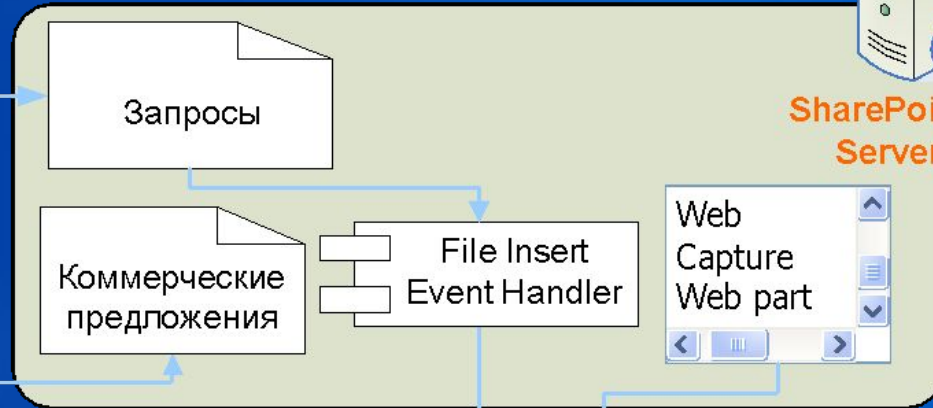 Запросы
SharePoi
Server
Коммерческие
предложения
File Insert
Event Handler
Web
Capture
Web part